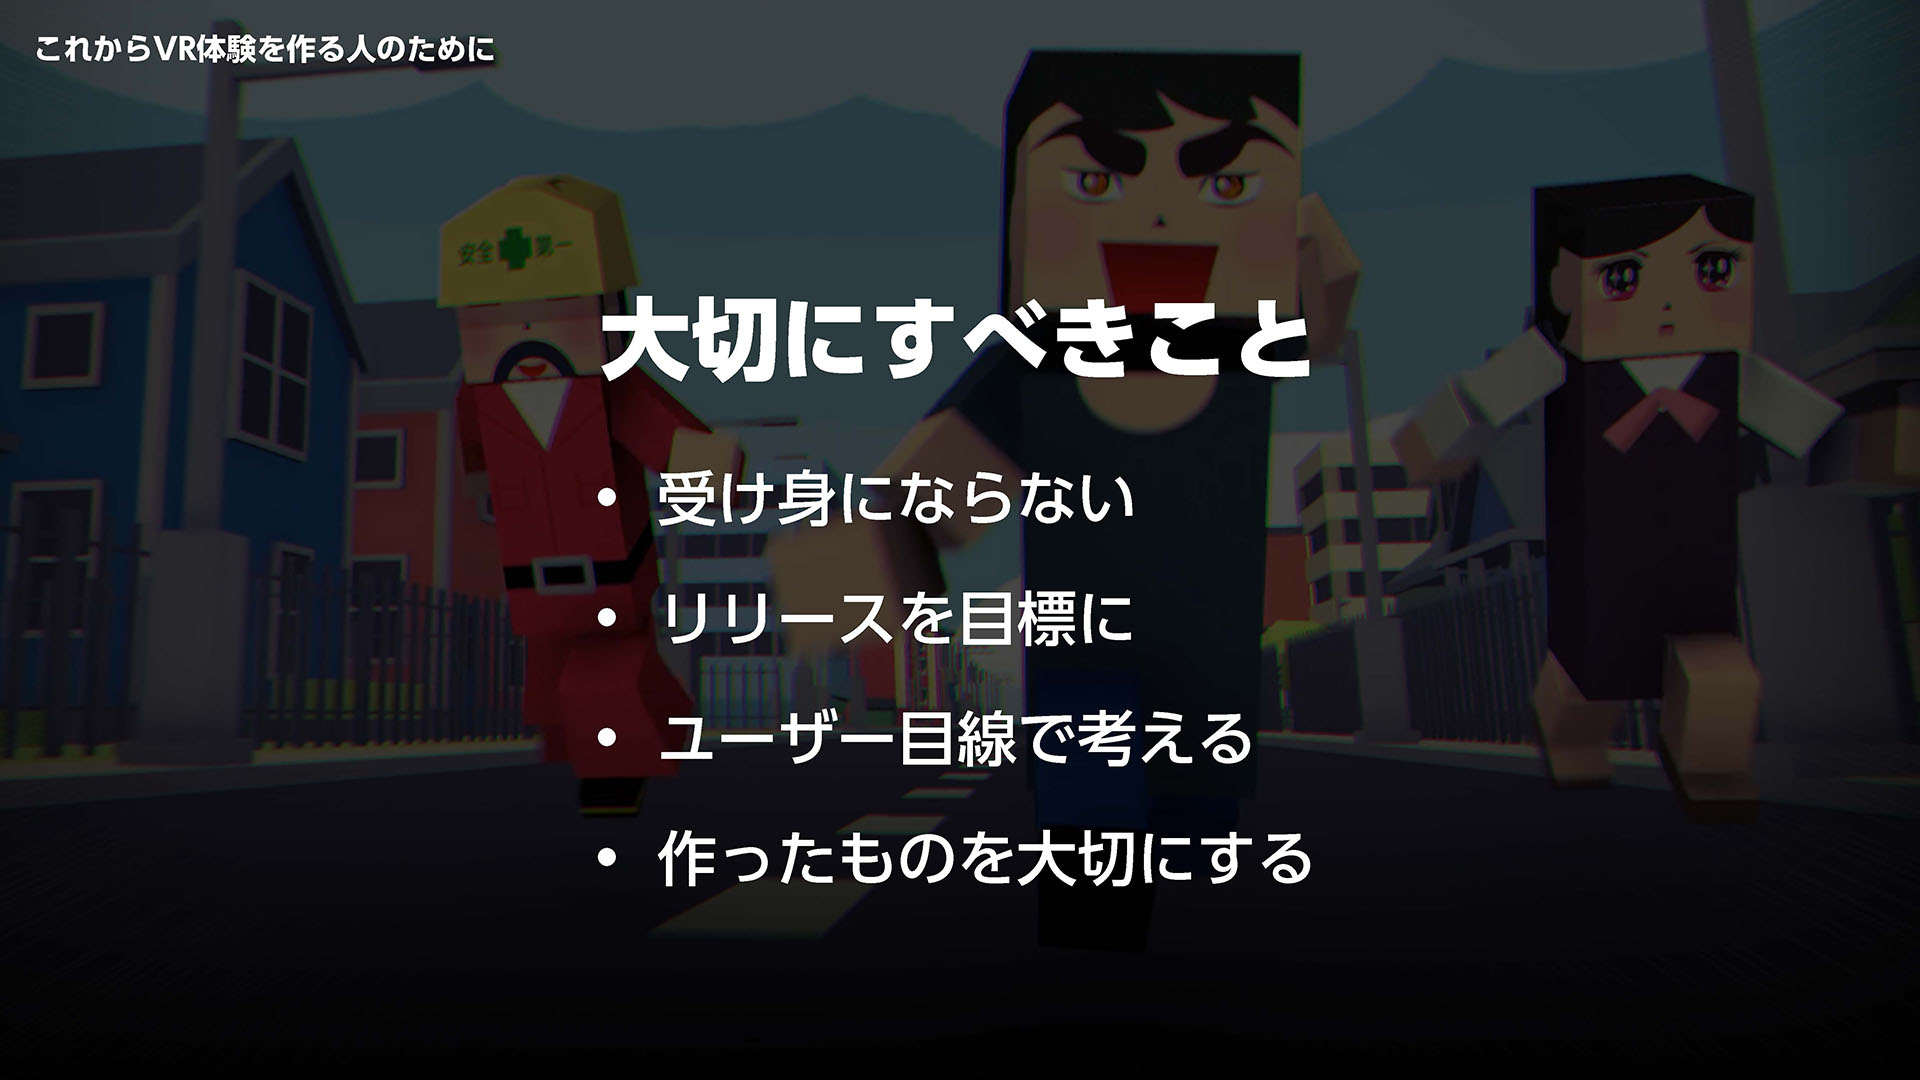 これからVR体験を作る人のために
安全 第一
大切にすべきこと
• 受け身にならない
• リリースを目標に
• ユーザー目線で考える
• 作ったものを大切にする